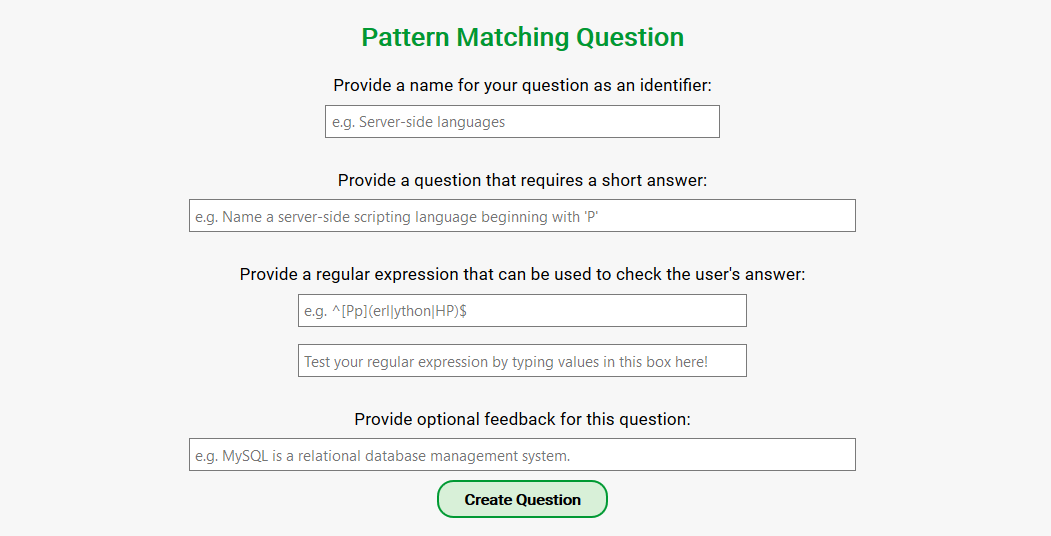 Pattern Matching Question
Provide a name for your question as an identifier:
e.g. Server-side languages
Provide a question that requires a short answer:
e.g. Name a server-side scripting language beginning with 'P'
Provide a regular expression that can be used to check the user's answer:
e.g. ^[Pp](erl|ython|HP)$
Test your regular expression by typing values in this box here!
Provide optional feedback for this question:
e.g. MySQL is a relational database management system.
Create Question